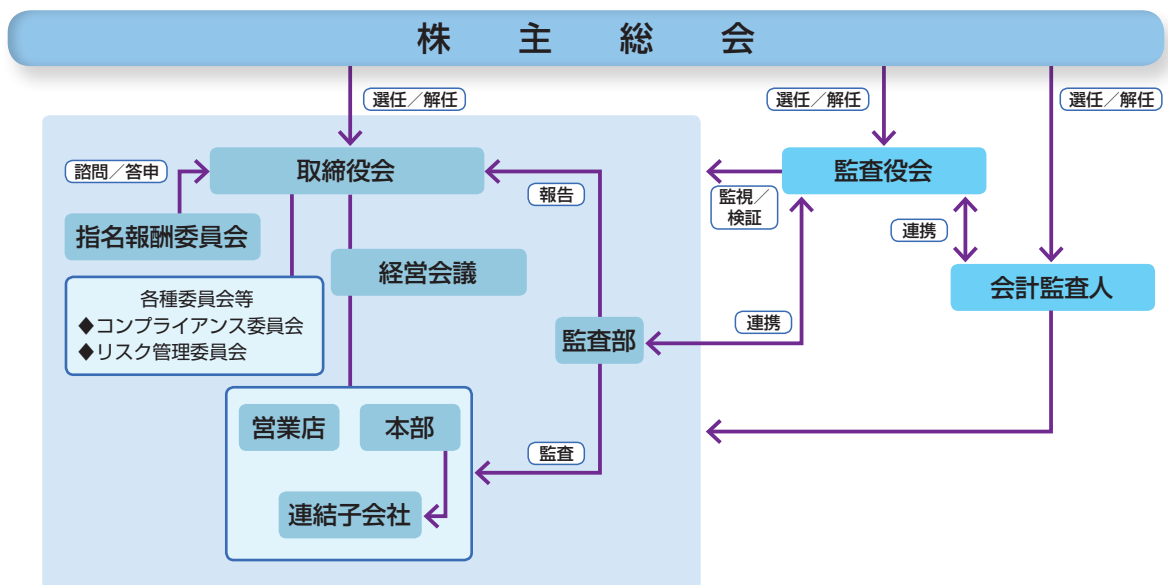 株主総会
選任／解任
選任／解任
選任／解任
諮問／答申
取締役会
監査役会
報告
監視／
検証
指名報酬委員会
連携
経営会議
会計監査人
各種委員会等
◆コンプライアンス委員会
◆リスク管理委員会
連携
監査部
営業店
本部
監査
連結子会社